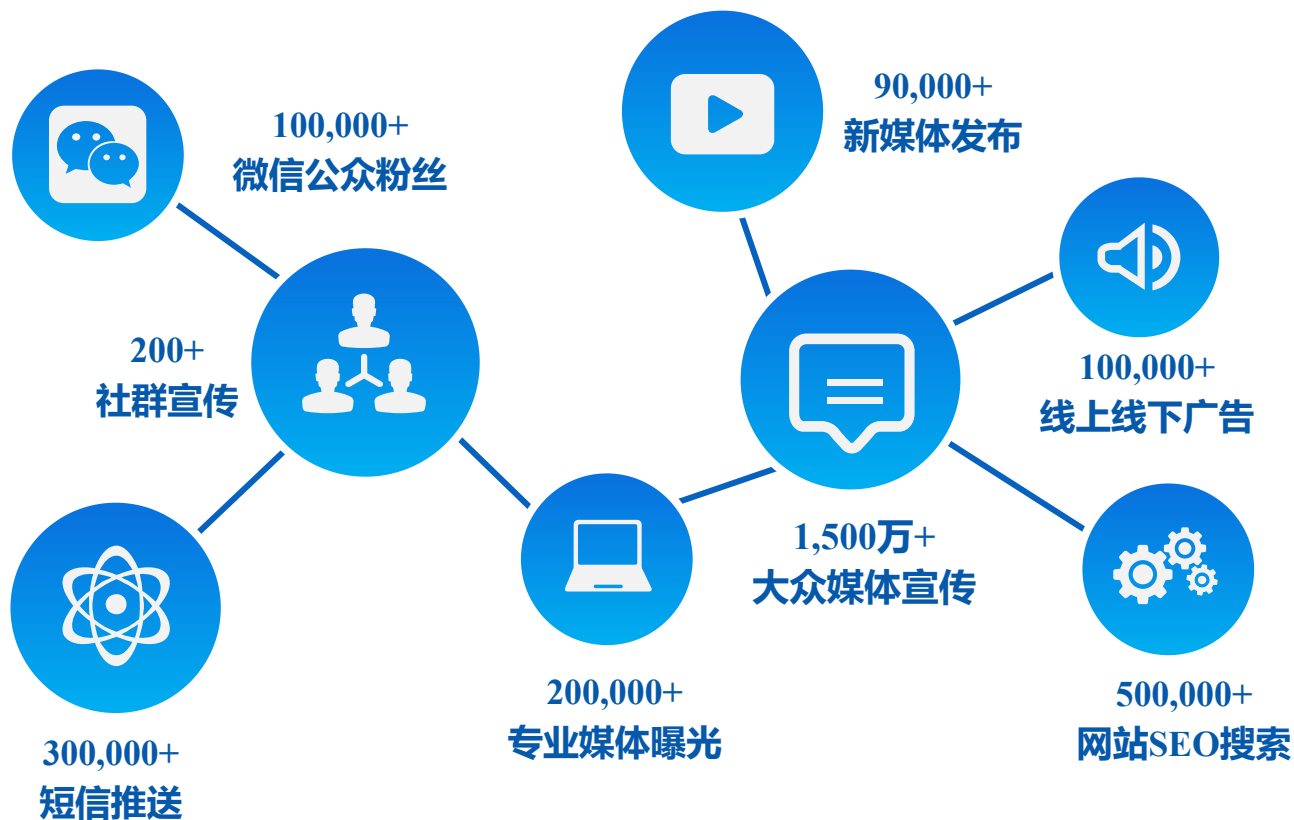 100,000+
微信公众粉丝
90,000+
新媒体发布
200+
社群宣传
100,000+
线上线下广告
1,500万+
大众媒体宣传
200,000+
专业媒体曝光
500,000+
网站SEO搜索
300,000+
短信推送